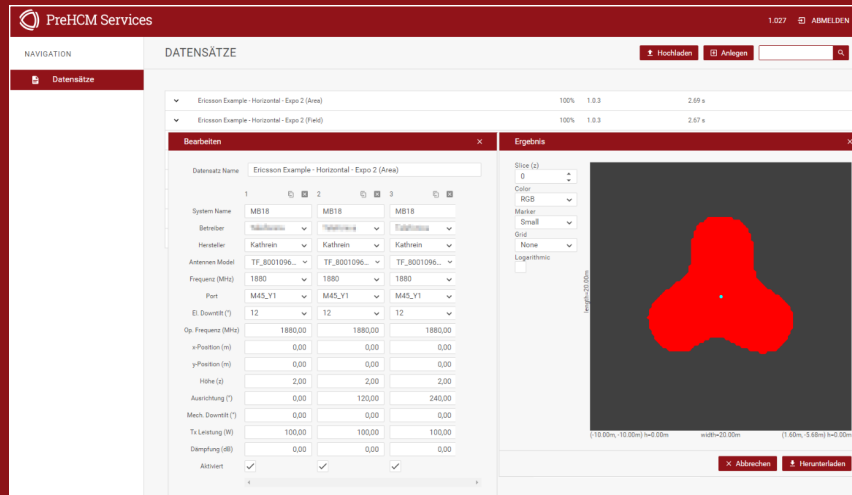 PreHCM Services
1.027 ABMELDEN
NAVIGATION
Datensätze
DATENSÄTZE
Hochladen Anlegen
Ericsson Example - Horizontal - Expo 2 (Area) 100% 1.0.3 2.69 s
Ericsson Example - Horizontal - Expo 2 (Field) 100% 1.0.3 2.67 s
Bearbeiten
Datensatz Name Ericsson Example - Horizontal - Expo 2 (Area)
1 2 3
System Name MB18 MB18 MB18
Betreiber
Hersteller Kathrein Kathrein Kathrein
Antennen Model TF_8001096... TF_8001096... TF_8001096...
Frequenz (MHz) 1880 1880 1880
Port M45_Y1 M45_Y1 M45_Y1
El. Downtilt (°) 12 12 12
Op. Frequenz (MHz) 1880,00 1880,00 1880,00
x-Position (m) 0,00 0,00 0,00
y-Position (m) 0,00 0,00 0,00
Höhe (z) 2,00 2,00 2,00
Ausrichtung (°) 0,00 120,00 240,00
Mech. Downtilt (°) 0,00 0,00 0,00
Tx Leistung (W) 100,00 100,00 100,00
Dämpfung (dB) 0,00 0,00 0,00
Aktiviert
Ergebnis
Slice (z)
0
Color
RGB
Marker
Small
Grid
None
Logarithmic
length=20.00m
(-10.00m, -10.00m) h=0.00m width=20.00m (1.60m, -5.68m) h=0.00m
Abbrechen Herunterladen